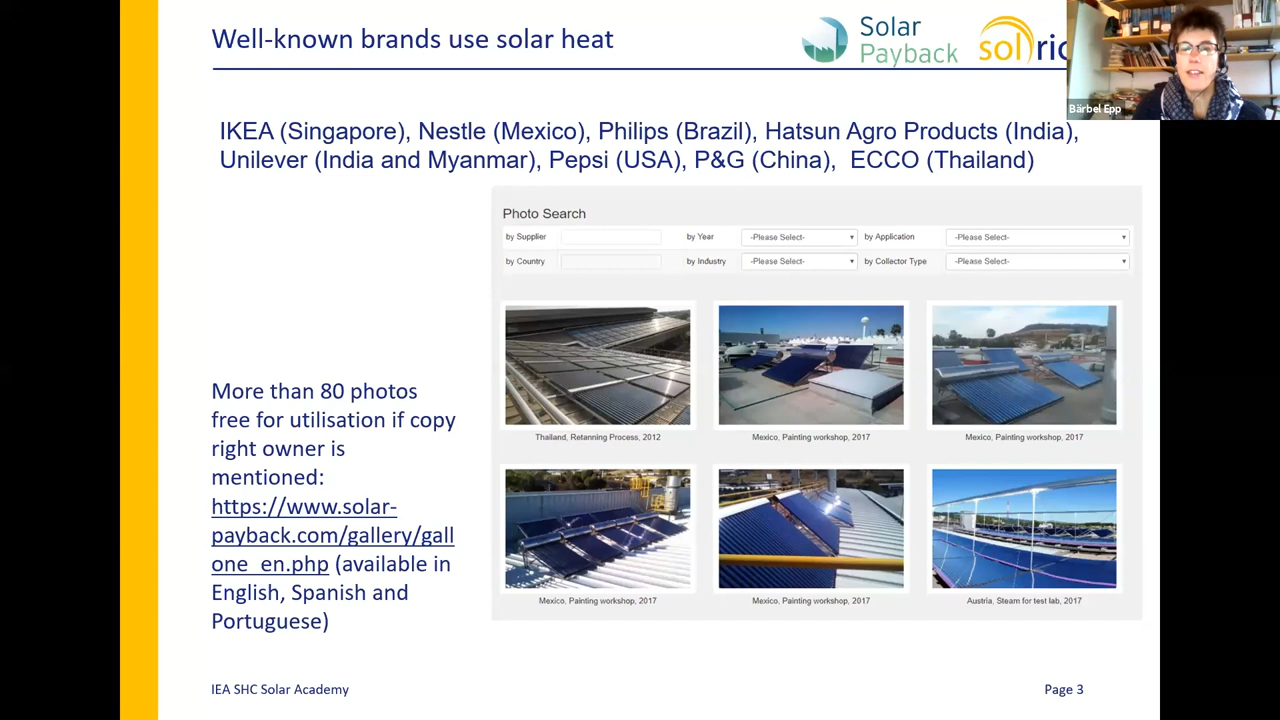 Well-known brands use solar heat
Solar
Payback
sol
ric
Bärbel Epp
IKEA (Singapore), Nestle (Mexico), Philips (Brazil), Hatsun Agro Products (India),
Unilever (India and Myanmar), Pepsi (USA), P&G (China), ECCO (Thailand)
Photo Search
by Supplier
by Year
-Please Select-
by Application
-Please Select-
by Country
by Industry
-Please Select-
by Collector Type
-Please Select-
Thailand, Retanning Process, 2012
Mexico, Painting workshop, 2017
Mexico, Painting workshop, 2017
Mexico, Painting workshop, 2017
Mexico, Painting workshop, 2017
Austria, Steam for test lab, 2017
More than 80 photos
free for utilisation if copy
right owner is
mentioned:
https://www.solar-
payback.com/gallery/gall
one_en.php (available in
English, Spanish and
Portuguese)
IEA SHC Solar Academy
Page 3